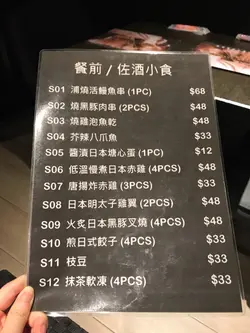 餐前 / 佐酒小食
S01 浦燒活鰻魚串 (1PC) $68
S02 燒黑豚肉串 (2PCS) $48
S03 燒雞泡魚乾 $48
S04 芥辣八爪魚 $33
S05 醬漬日本塘心蛋 (1PC) $12
S06 低溫慢煮日本赤雞 (4PCS) $48
S07 唐揚炸赤雞 (3PCS) $33
S08 日本明太子雞翼 (2PCS) $48
S09 火炙日本黑豚叉燒 (4PCS) $48
S10 煎日式餃子 (4PCS) $33
S11 枝豆 $33
S12 抹茶軟凍 (4PCS) $33